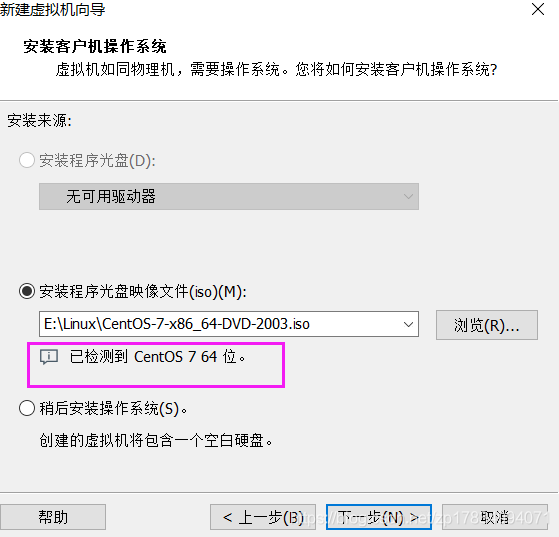 新建虚拟机向导
安装客户机操作系统
虚拟机如同物理机，需要操作系统。您将如何安装客户机操作系统?
安装来源:
安装程序光盘(D):
无可用驱动器
安装程序光盘映像文件(iso)(M):
E:\Linux\CentOS-7-x86_64-DVD-2003.iso
浏览(R)...
已检测到 CentOS 7 64 位。
稍后安装操作系统(S)。
创建的虚拟机将包含一个空白硬盘。
帮助
< 上一步(B)
下一步(N) >
取消